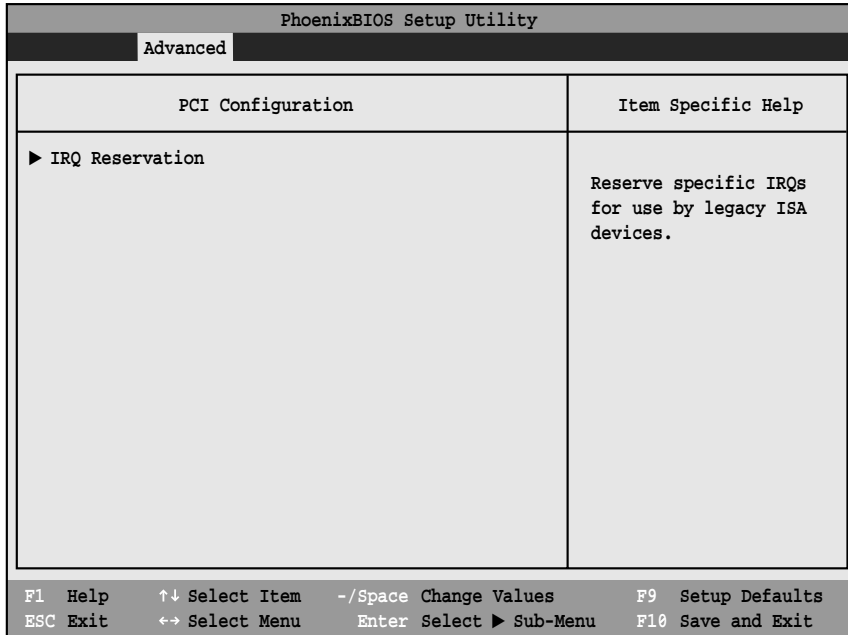 PhoenixBIOS Setup Utility
Advanced
PCI Configuration
Item Specific Help
▶ IRQ Reservation
Reserve specific IRQs
for use by legacy ISA
devices.
F1 Help ↑↓ Select Item -/Space Change Values F9 Setup Defaults
ESC Exit ←→ Select Menu Enter Select ▶ Sub-Menu F10 Save and Exit